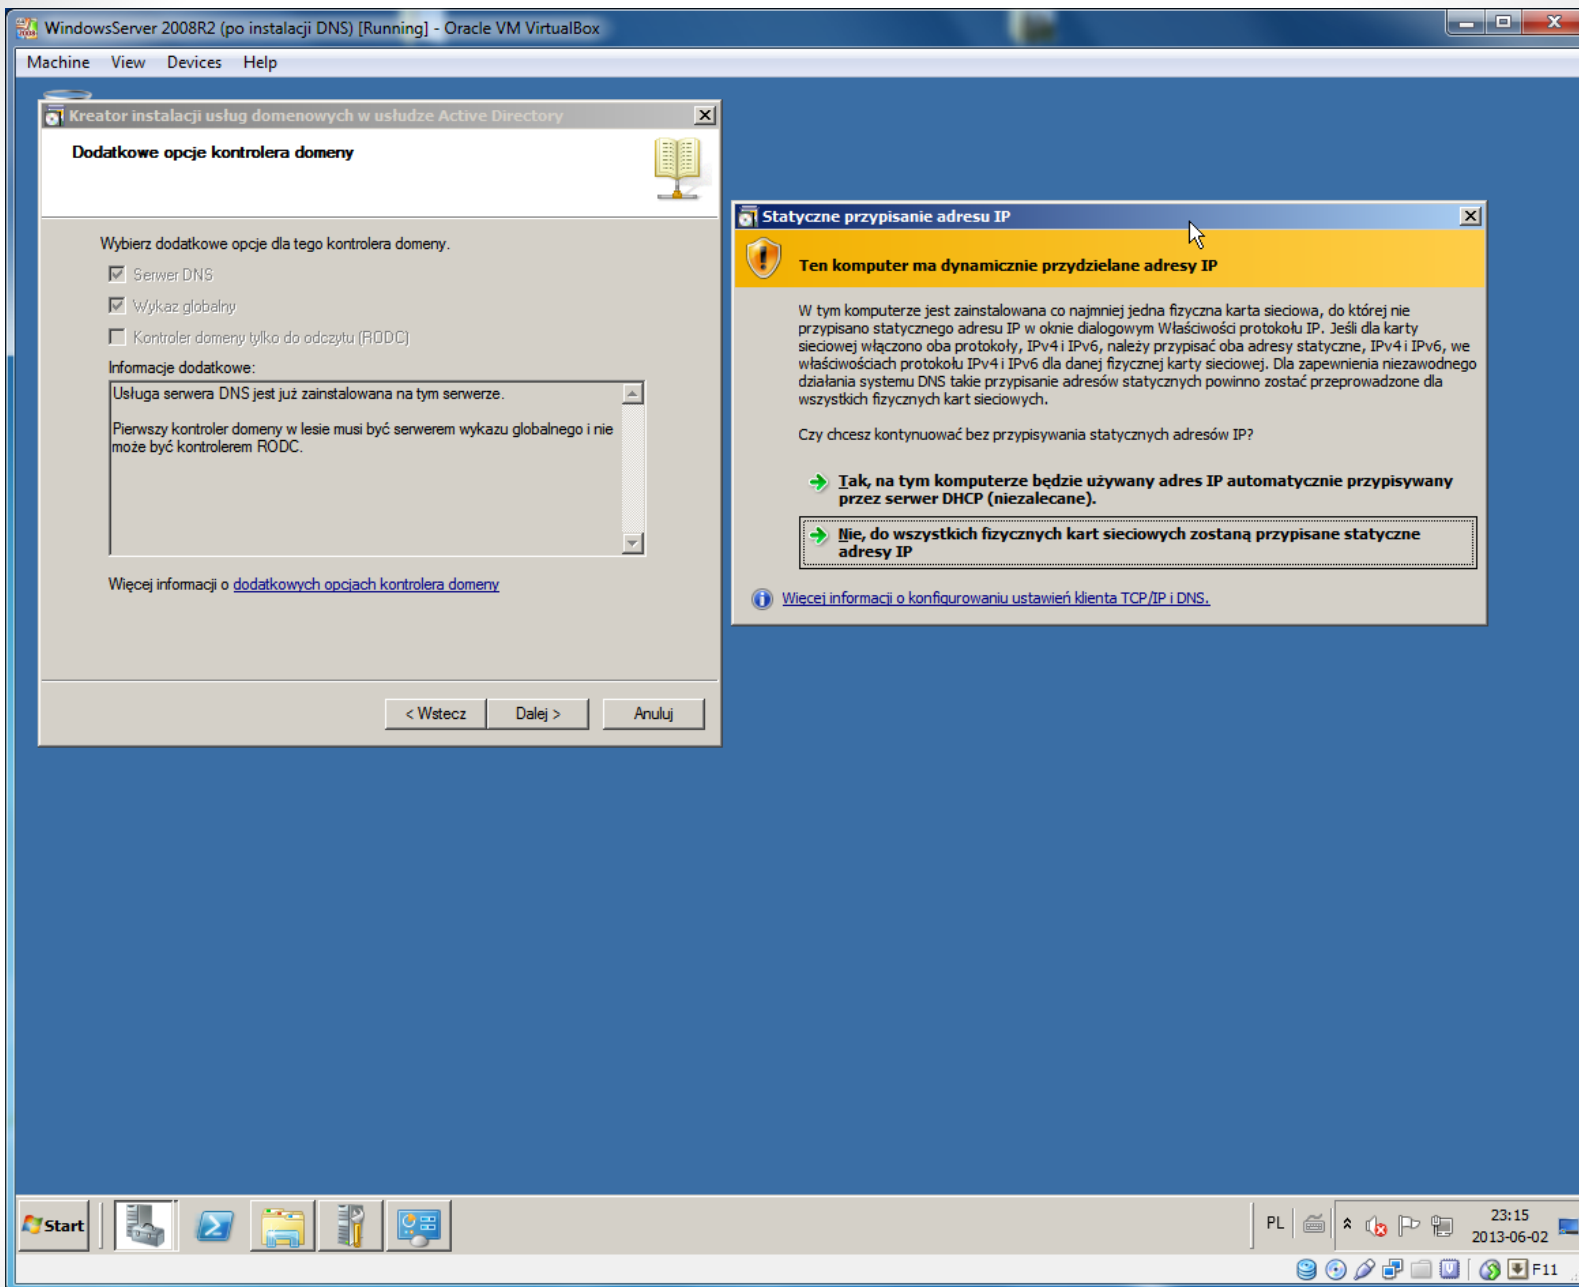 WindowsServer 2008R2 (po instalacji DNS) [Running] - Oracle VM VirtualBox
Machine View Devices Help
Kreator instalacji usług domenowych w usłudze Active Directory
Dodatkowe opcje kontrolera domeny
Wybierz dodatkowe opcje dla tego kontrolera domeny.
Serwer DNS
Wykaz globalny
Kontroler domeny tylko do odczytu (RODC)
Informacje dodatkowe:
Usługa serwera DNS jest już zainstalowana na tym serwerze.
Pierwszy kontroler domeny w lesie musi być serwerem wykazu globalnego i nie
może być kontrolerem RODC.
Więcej informacji o dodatkowych opcjach kontrolera domeny
< Wstecz
Dalej >
Anuluj
Statyczne przypisanie adresu IP
Ten komputer ma dynamicznie przydzielane adresy IP
W tym komputerze jest zainstalowana co najmniej jedna fizyczna karta sieciowa, do której nie
przypisano statycznego adresu IP w oknie dialogowym Właściwości protokołu IP. Jeśli dla karty
sieciowej włączono oba protokoły, IPv4 i IPv6, należy przypisać oba adresy statyczne, IPv4 i IPv6, we
właściwościach protokołu IPv4 i IPv6 dla danej fizycznej karty sieciowej. Dla zapewnienia niezawodnego
działania systemu DNS takie przypisanie adresów statycznych powinno zostać przeprowadzone dla
wszystkich fizycznych kart sieciowych.
Czy chcesz kontynuować bez przypisywania statycznych adresów IP?
Tak, na tym komputerze będzie używany adres IP automatycznie przypisywany
przez serwer DHCP (niezalecane).
Nie, do wszystkich fizycznych kart sieciowych zostaną przypisane statyczne
adresy IP
Więcej informacji o konfigurowaniu ustawień klienta TCP/IP i DNS.
Start
PL
23:15
2013-06-02
F11